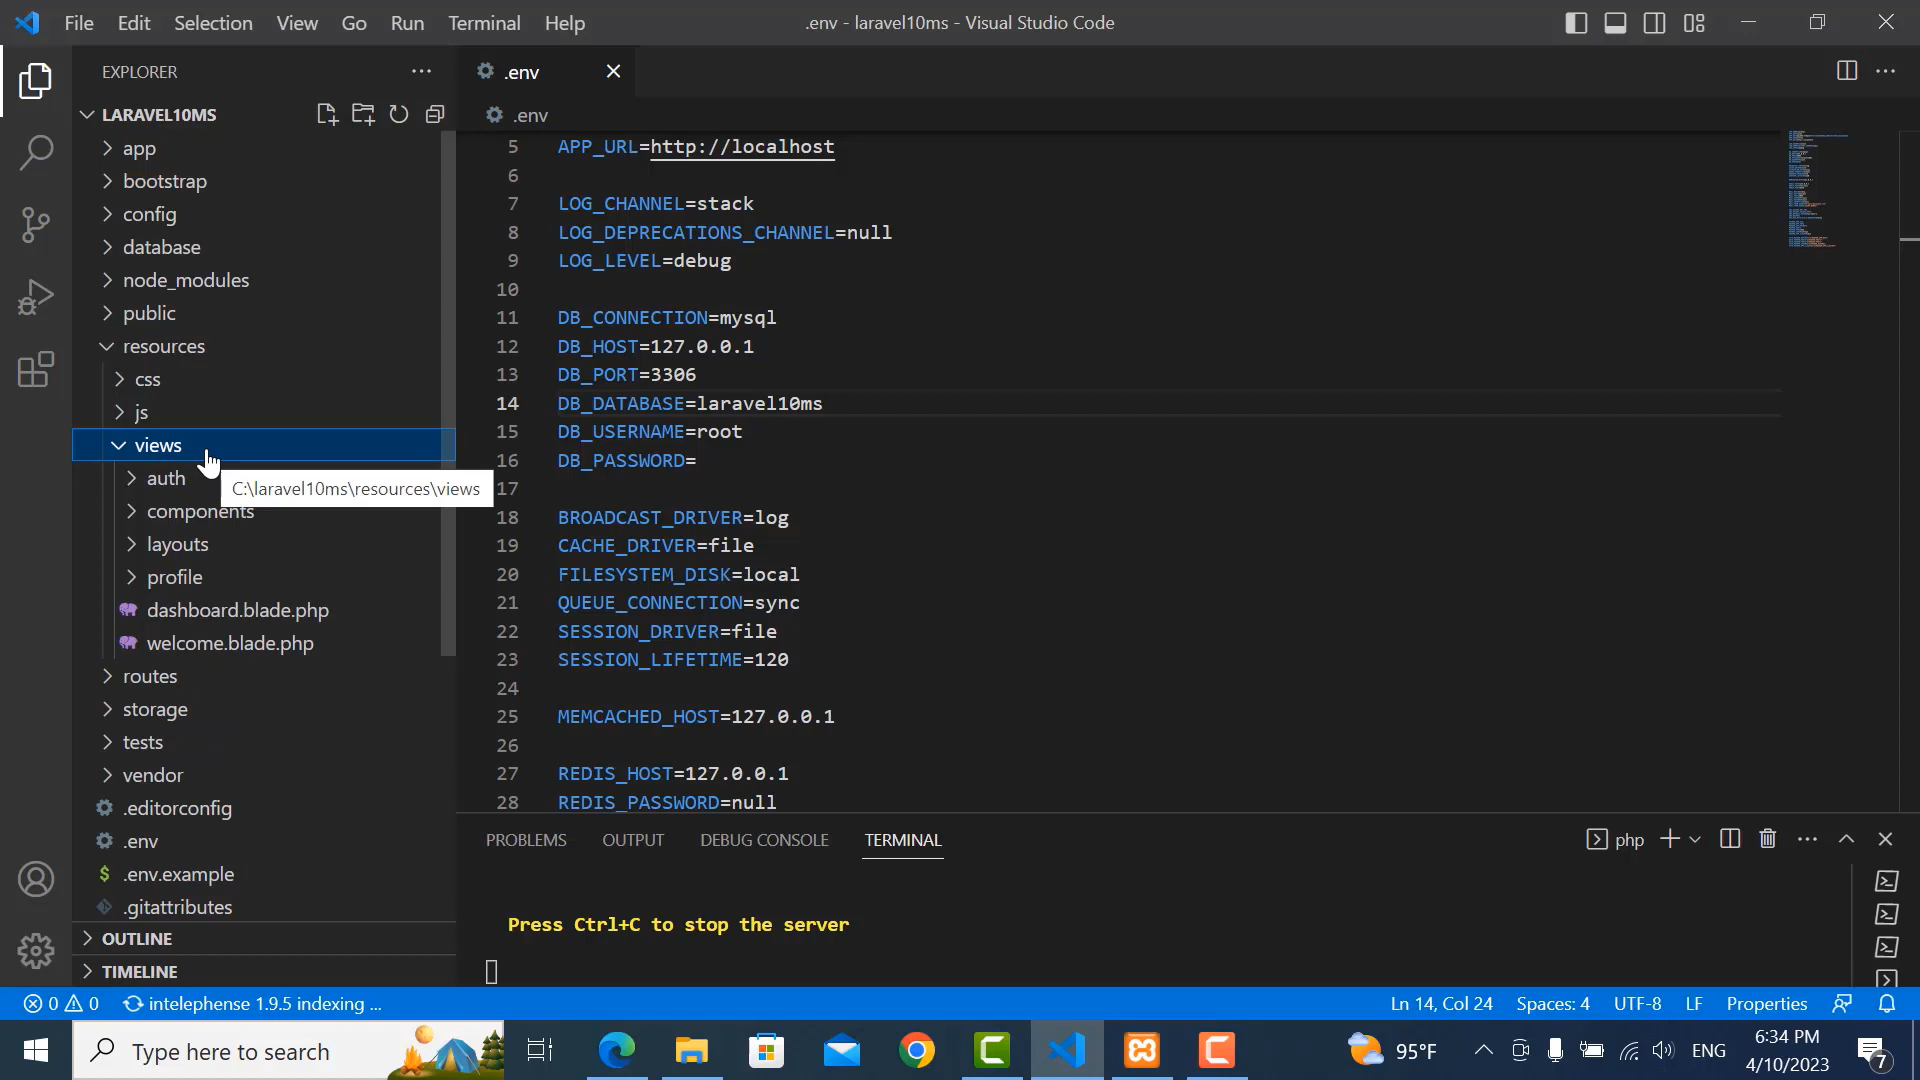 File Edit Selection View Go Run Terminal Help
.env - laravel10ms - Visual Studio Code
EXPLORER
LARAVEL10MS
app
bootstrap
config
database
node_modules
public
resources
css
js
views
auth
C:\laravel10ms\resources\views
components
layouts
profile
dashboard.blade.php
welcome.blade.php
routes
storage
tests
vendor
.editorconfig
.env
.env.example
.gitattributes
OUTLINE
TIMELINE
.env
.env
5 APP_URL=http://localhost
6
7 LOG_CHANNEL=stack
8 LOG_DEPRECATIONS_CHANNEL=null
9 LOG_LEVEL=debug
10
11 DB_CONNECTION=mysql
12 DB_HOST=127.0.0.1
13 DB_PORT=3306
14 DB_DATABASE=laravel10ms
15 DB_USERNAME=root
16 DB_PASSWORD=
17
18 BROADCAST_DRIVER=log
19 CACHE_DRIVER=file
20 FILESYSTEM_DISK=local
21 QUEUE_CONNECTION=sync
22 SESSION_DRIVER=file
23 SESSION_LIFETIME=120
24
25 MEMCACHED_HOST=127.0.0.1
26
27 REDIS_HOST=127.0.0.1
28 REDIS_PASSWORD=null
PROBLEMS OUTPUT DEBUG CONSOLE TERMINAL
php
Press Ctrl+C to stop the server
0 0 intelephense 1.9.5 indexing ...
Ln 14, Col 24 Spaces: 4 UTF-8 LF Properties
Type here to search
95°F
ENG
6:34 PM
4/10/2023
7